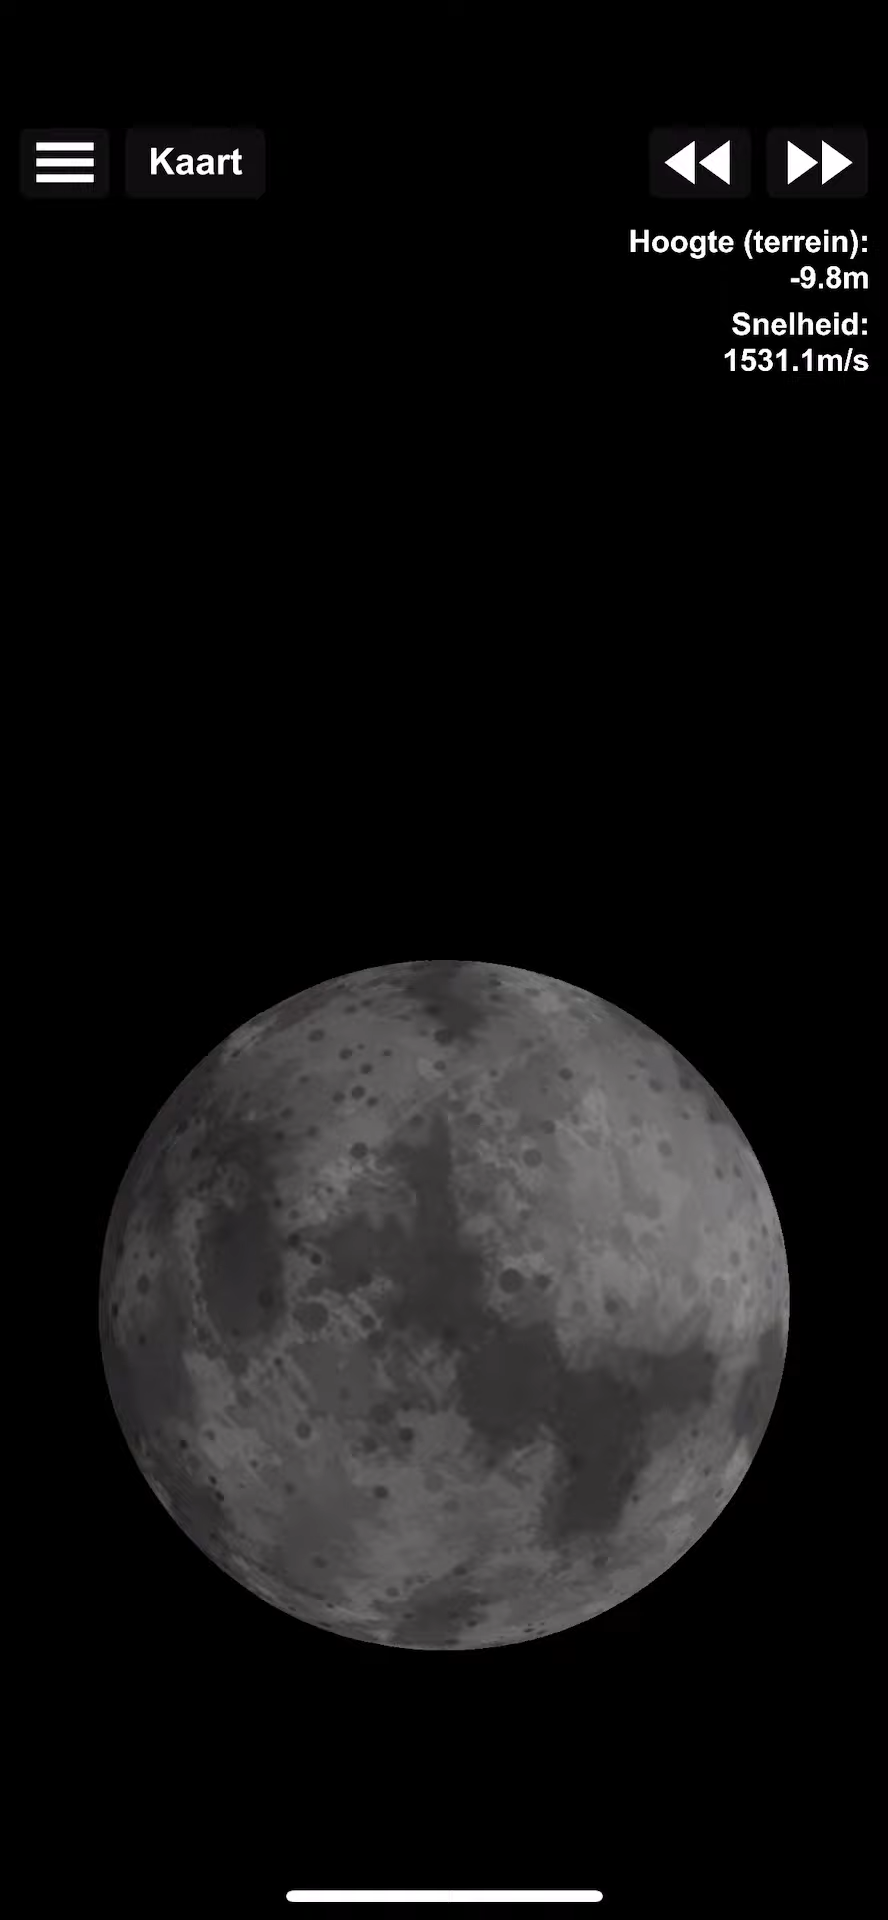 Kaart
Hoogte (terrein):
-9.8m
Snelheid:
1531.1m/s